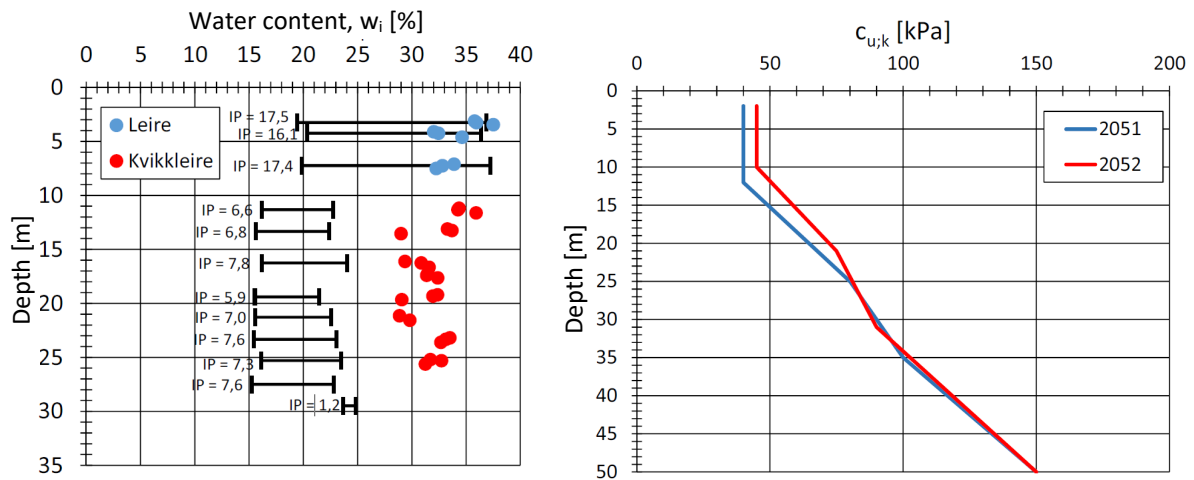 Water content, wi [%]
0 5 10 15 20 25 30 35 40
0
5
10
15
20
25
30
35
Depth [m]
Leire
Kvikkleire
IP = 17,5
IP = 16,1
IP = 17,4
IP = 6,6
IP = 6,8
IP = 7,8
IP = 5,9
IP = 7,0
IP = 7,6
IP = 7,3
IP = 7,6
IP = 1,2
cu;k [kPa]
0 50 100 150 200
0
5
10
15
20
25
30
35
40
45
50
Depth [m]
2051
2052